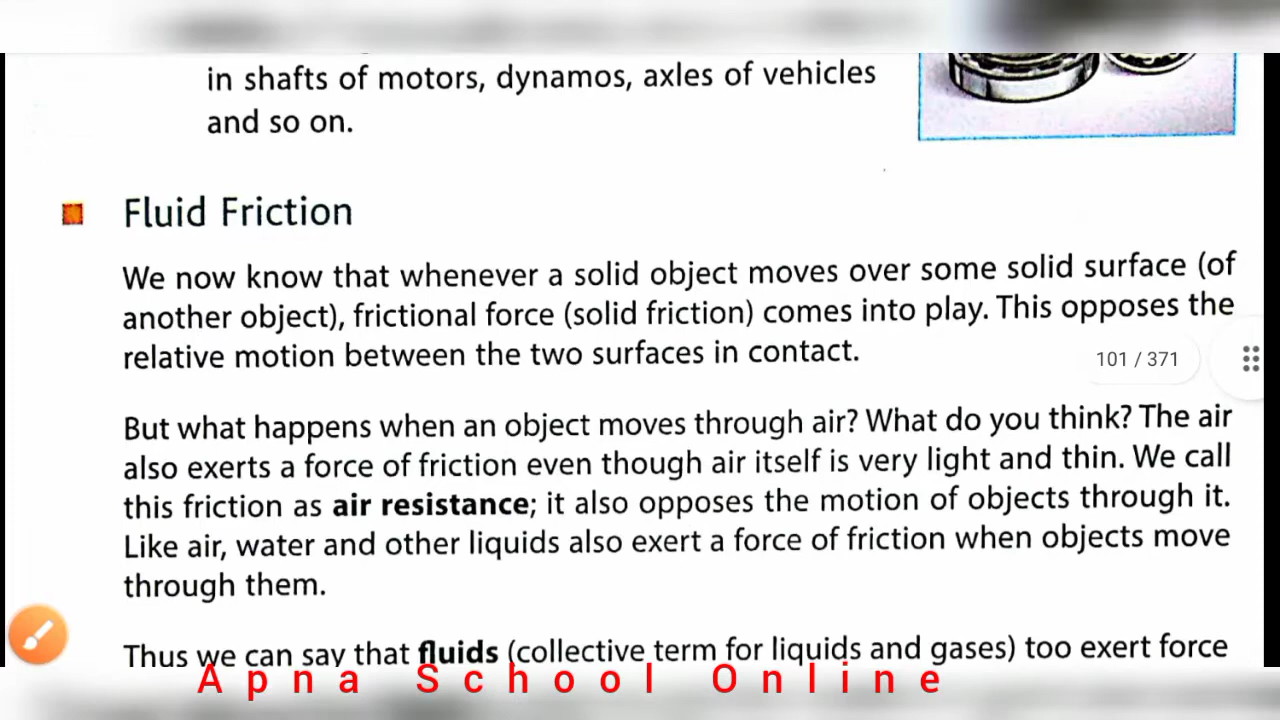 in shafts of motors, dynamos, axles of vehicles
and so on.
Fluid Friction
We now know that whenever a solid object moves over some solid surface (of
another object), frictional force (solid friction) comes into play. This opposes the
relative motion between the two surfaces in contact.
101 / 371
But what happens when an object moves through air? What do you think? The air
also exerts a force of friction even though air itself is very light and thin. We call
this friction as air resistance; it also opposes the motion of objects through it.
Like air, water and other liquids also exert a force of friction when objects move
through them.
Thus we can say that fluids (collective term for liquids and gases) too exert force
Apna School Online